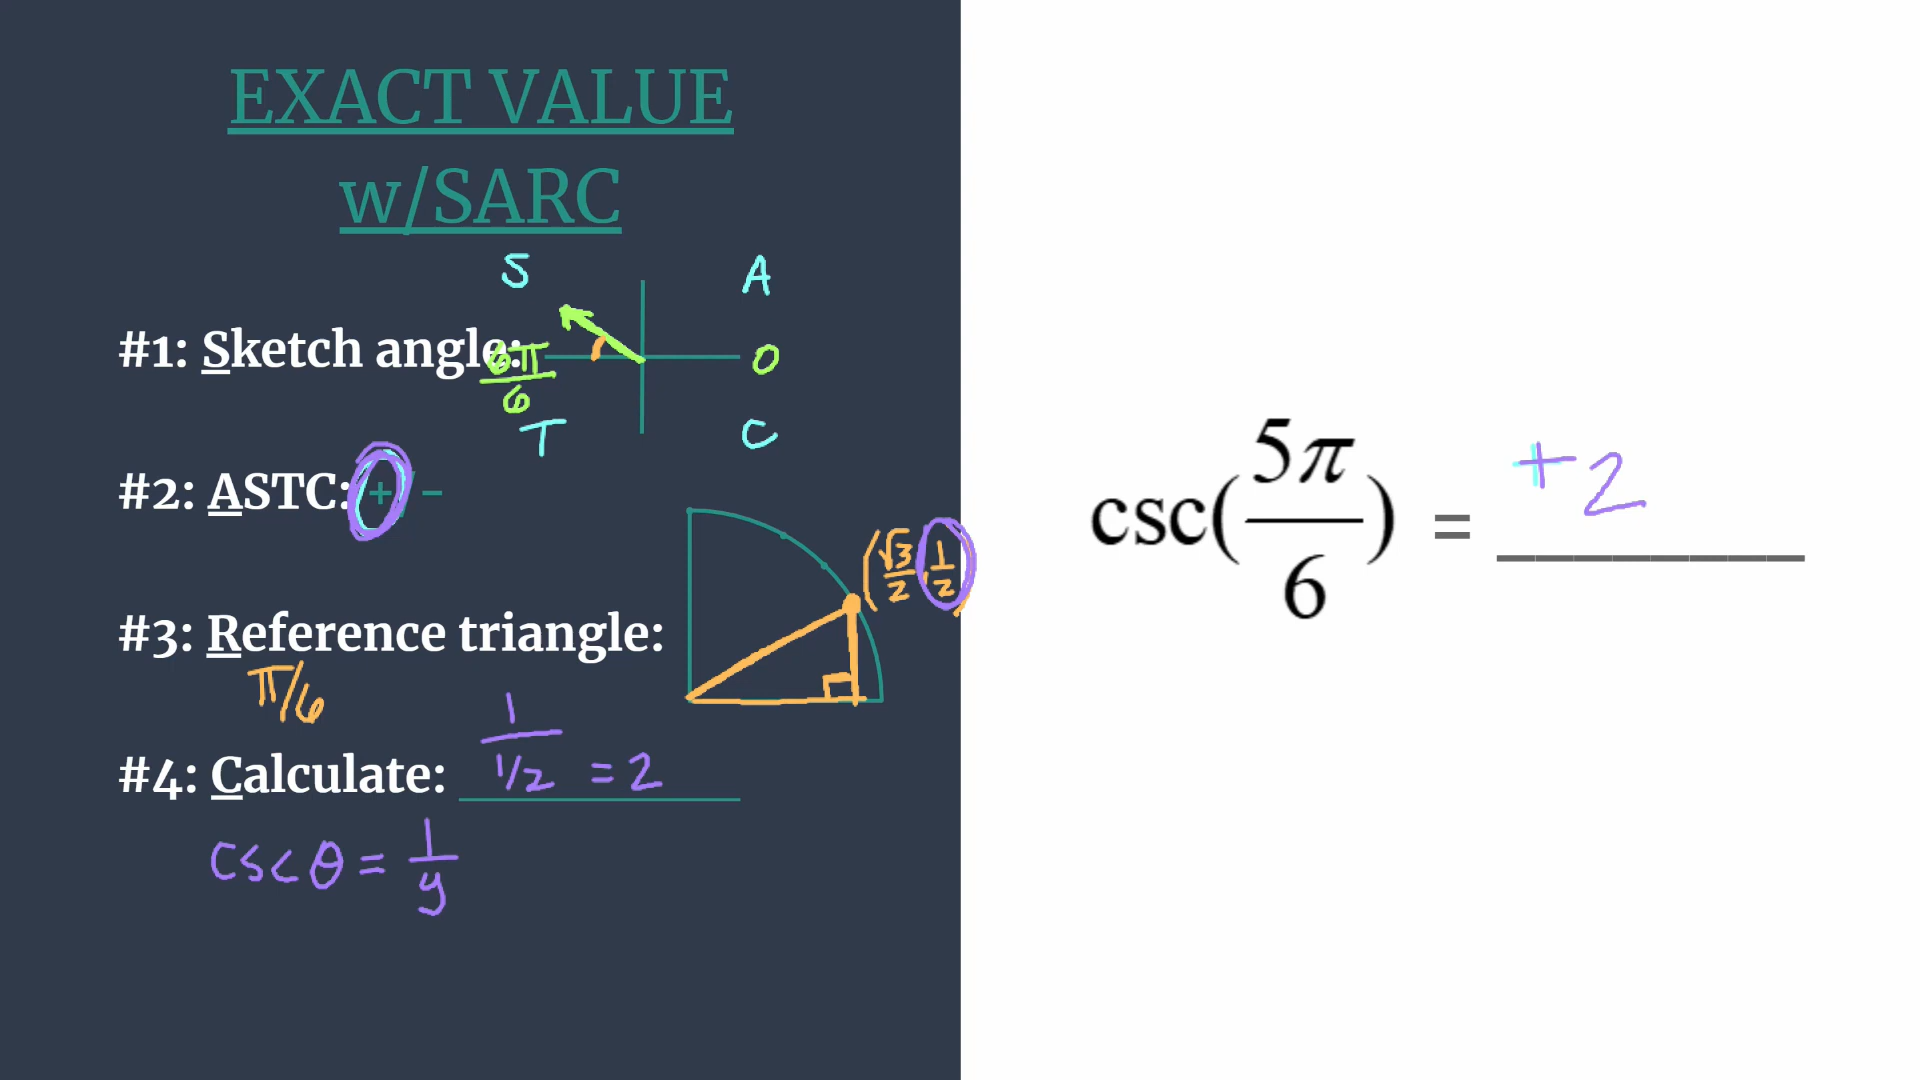 EXACT VALUE
w/SARC
S A
#1: Sketch angle:
6π/6
0
T C
#2: ASTC: + -
(√3/2, 1/2)
#3: Reference triangle:
π/6
#4: Calculate: 1/(1/2) = 2
csc θ = 1/y
csc(5π/6) = +2